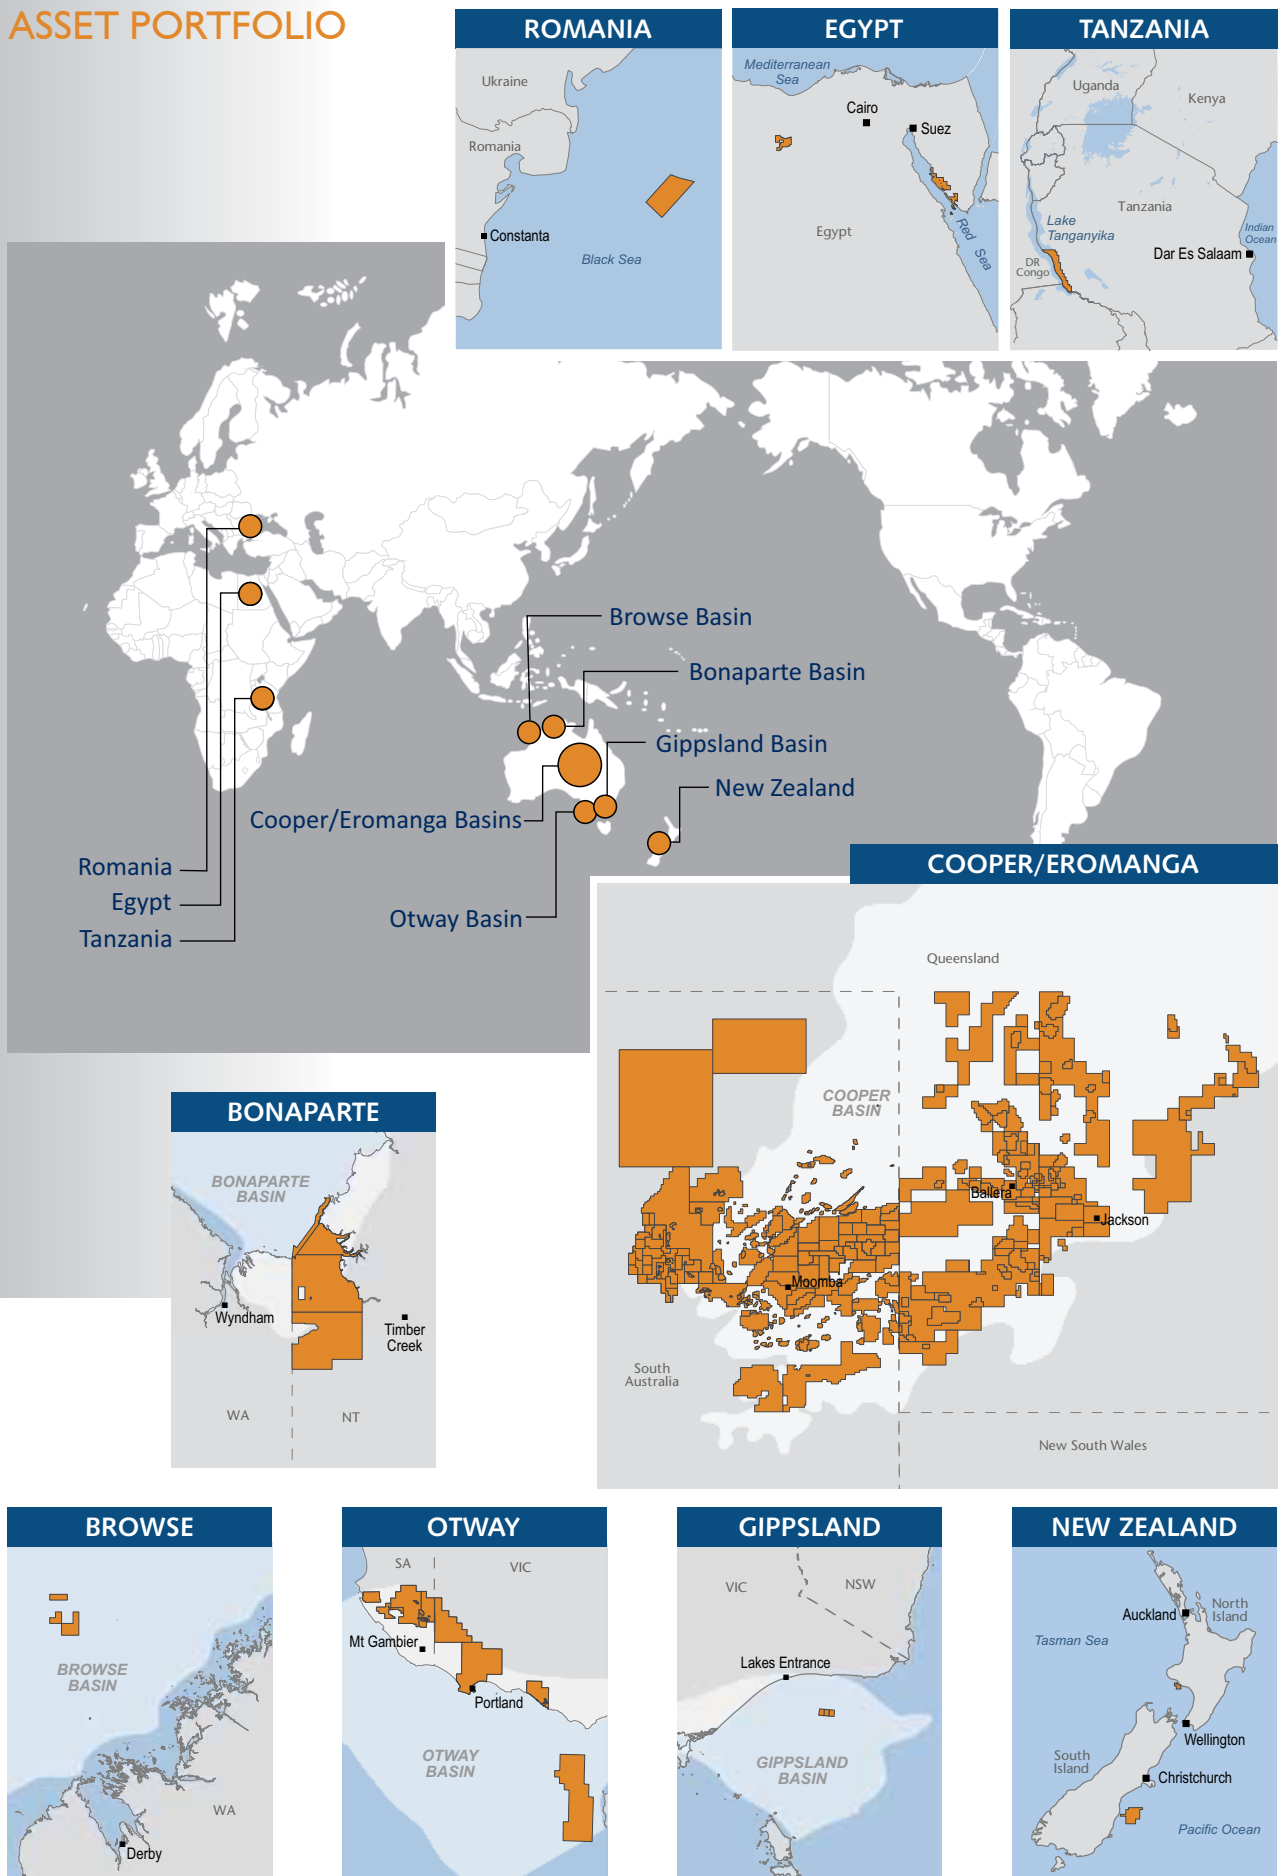 ASSET PORTFOLIO
ROMANIA
Ukraine
Romania
Constanta
Black Sea
EGYPT
Mediterranean
Sea
Cairo
Suez
Egypt
Red Sea
TANZANIA
Uganda
Kenya
Tanzania
Lake
Tanganyika
Indian
Ocean
DR
Congo
Dar Es Salaam
Browse Basin
Bonaparte Basin
Gippsland Basin
New Zealand
Cooper/Eromanga Basins
Romania
Egypt
Tanzania
Otway Basin
COOPER/EROMANGA
Queensland
COOPER
BASIN
Ballera
Jackson
Moomba
South
Australia
New South Wales
BONAPARTE
BONAPARTE
BASIN
Wyndham
Timber
Creek
WA
NT
BROWSE
BROWSE
BASIN
WA
Derby
OTWAY
SA
VIC
Mt Gambier
Portland
OTWAY
BASIN
GIPPSLAND
VIC
NSW
Lakes Entrance
GIPPSLAND
BASIN
NEW ZEALAND
Auckland
North
Island
Tasman Sea
Wellington
South
Island
Christchurch
Pacific Ocean